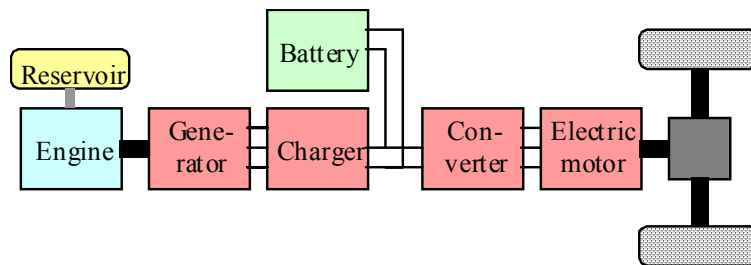 Reservoir
Engine
Gene-
rator
Battery
Charger
Con-
verter
Electric
motor